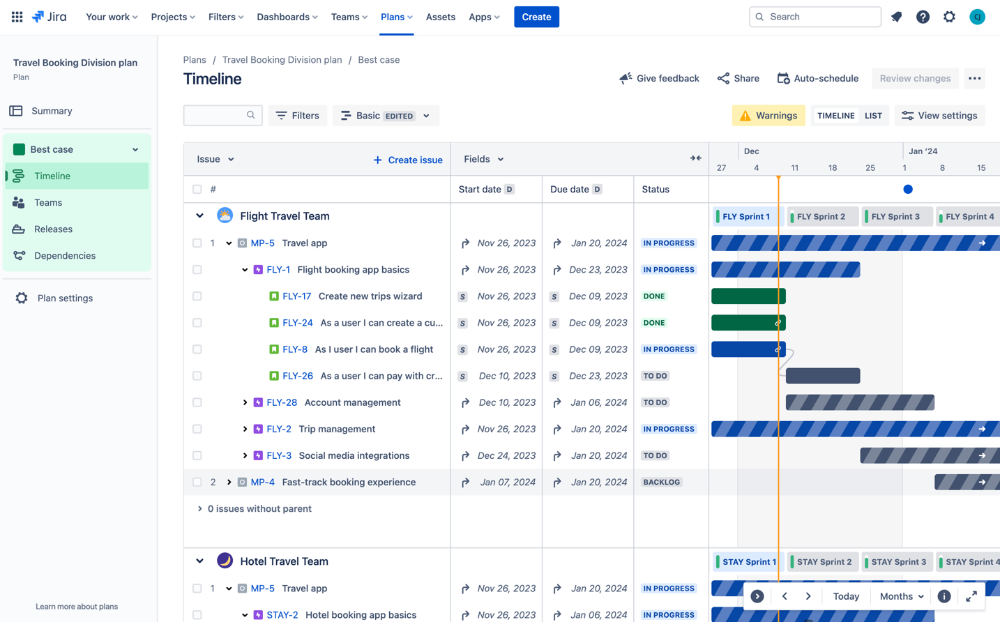 Jira
Your work
Projects
Filters
Dashboards
Teams
Plans
Assets
Apps
Create
Search
CJ
Travel Booking Division plan
Plan
Summary
Best case
Timeline
Teams
Releases
Dependencies
Plan settings
Learn more about plans
Plans / Travel Booking Division plan / Best case
Timeline
Give feedback
Share
Auto-schedule
Review changes
Filters
Basic EDITED
Warnings
TIMELINE LIST
View settings
Issue
+ Create issue
Fields
Dec
Jan '24
27 4 11 18 25 1 8 15
#
Start date D
Due date D
Status
Flight Travel Team
FLY Sprint 1
FLY Sprint 2
FLY Sprint 3
FLY Sprint 4
1 MP-5 Travel app Nov 26, 2023 Jan 20, 2024 IN PROGRESS
FLY-1 Flight booking app basics Nov 26, 2023 Dec 23, 2023 IN PROGRESS
FLY-17 Create new trips wizard S Nov 26, 2023 S Dec 09, 2023 DONE
FLY-24 As a user I can create a cu... S Nov 26, 2023 S Dec 09, 2023 DONE
FLY-8 As I user I can book a flight S Nov 26, 2023 S Dec 09, 2023 IN PROGRESS
FLY-26 As a user I can pay with cr... S Dec 10, 2023 S Dec 23, 2023 TO DO
FLY-28 Account management Dec 10, 2023 Jan 06, 2024 TO DO
FLY-2 Trip management Nov 26, 2023 Jan 20, 2024 IN PROGRESS
FLY-3 Social media integrations Dec 24, 2023 Jan 20, 2024 TO DO
2 MP-4 Fast-track booking experience Jan 07, 2024 Jan 20, 2024 BACKLOG
0 issues without parent
Hotel Travel Team
STAY Sprint 1
STAY Sprint 2
STAY Sprint 3
STAY Sprint 4
1 MP-5 Travel app Nov 26, 2023 Jan 20, 2024 IN PROGRESS
STAY-2 Hotel booking app basics Nov 26, 2023 Jan 06, 2024 IN PROGRESS
Today
Months